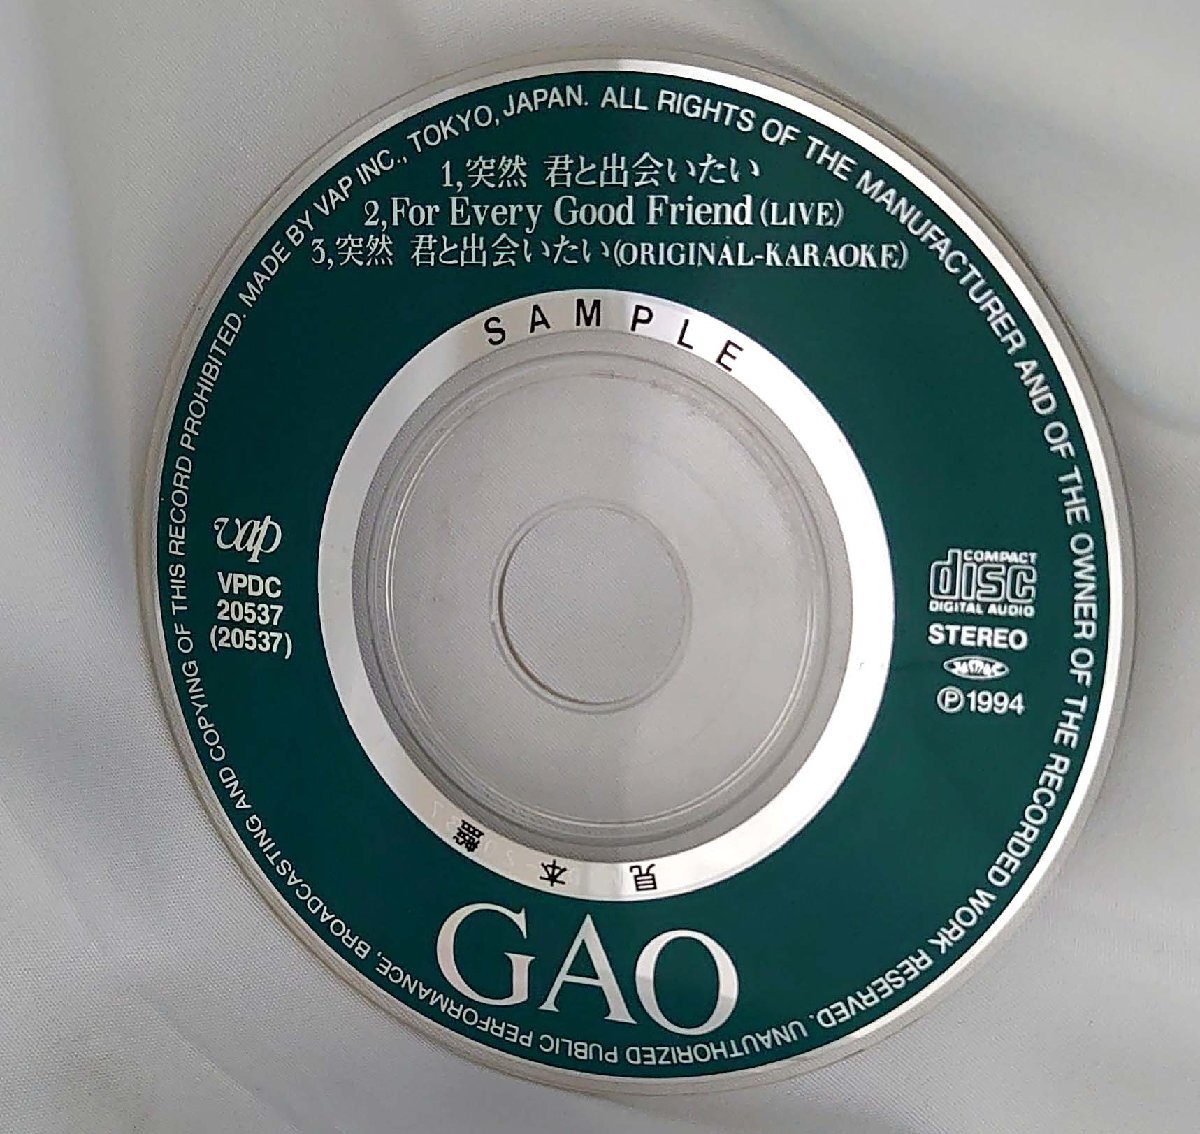 1,突然 君と出会いたい
2,For Every Good Friend (LIVE)
3,突然 君と出会いたい(ORIGINAL-KARAOKE)
SAMPLE
vap
VPDC
20537
(20537)
COMPACT
disc
DIGITAL AUDIO
STEREO
Ⓟ1994
見本盤
GAO
ALL RIGHTS OF THE MANUFACTURER AND OF THE OWNER OF THE RECORDED WORK RESERVED. UNAUTHORIZED PUBLIC PERFORMANCE, BROADCASTING AND COPYING OF THIS RECORD PROHIBITED. MADE BY VAP INC., TOKYO, JAPAN.